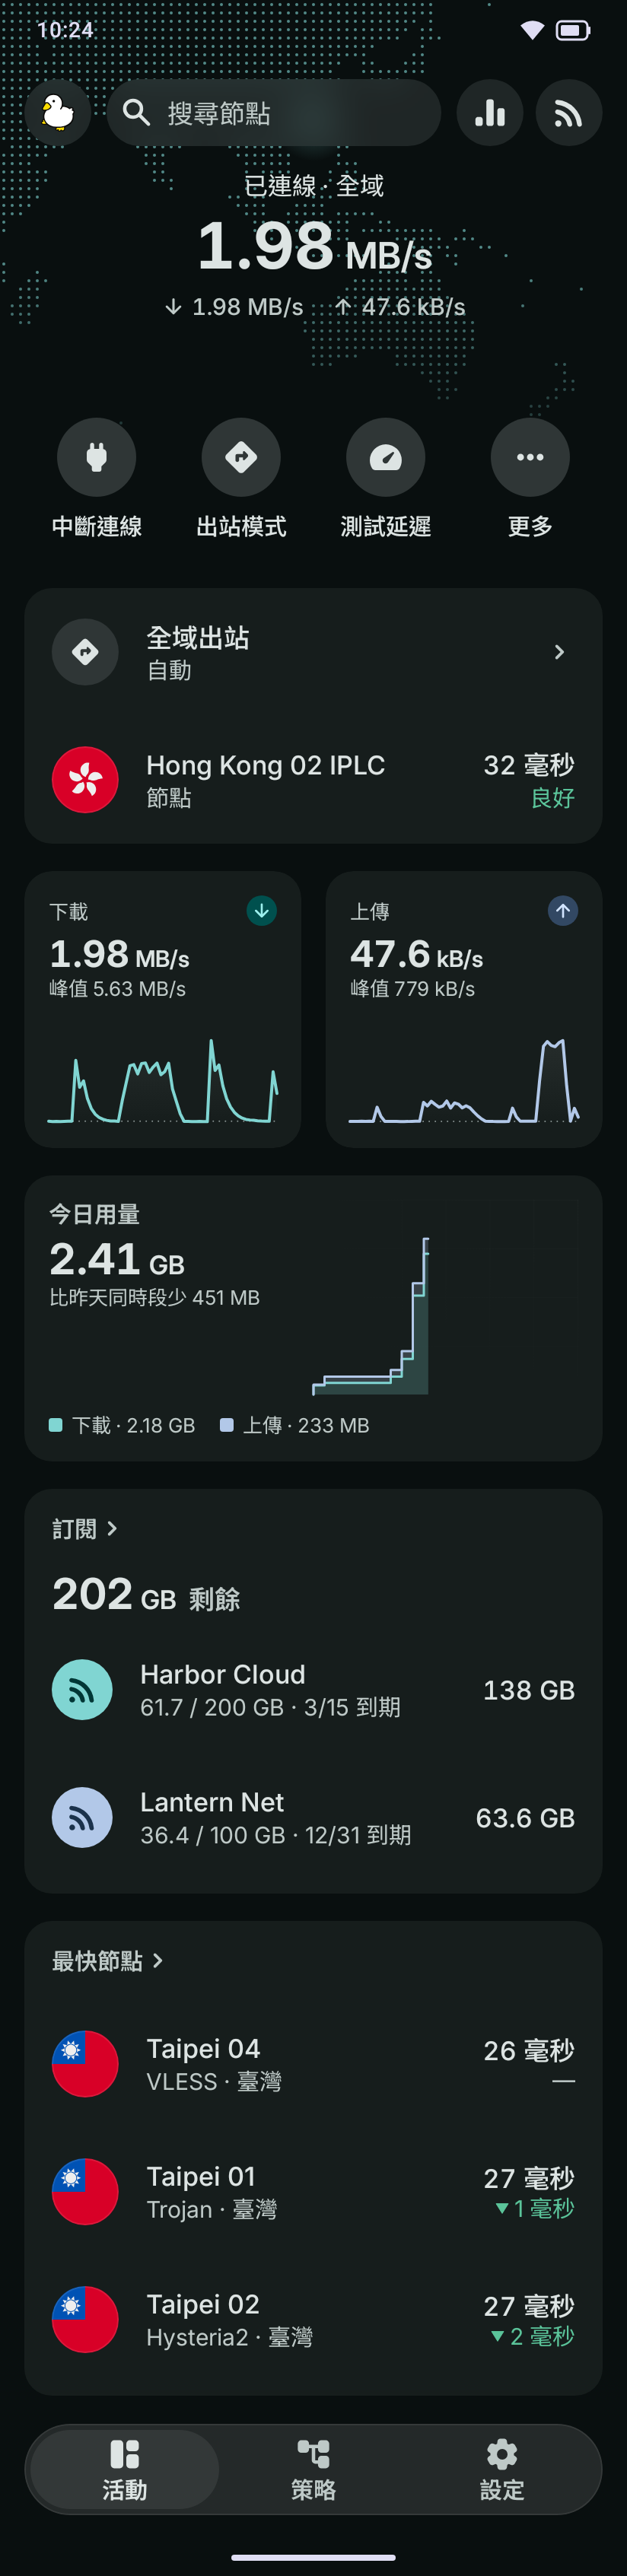 10:24
搜尋節點
已連線 · 全域
1.98 MB/s
↓ 1.98 MB/s ↑ 47.6 kB/s
中斷連線 出站模式 測試延遲 更多
全域出站
自動
Hong Kong 02 IPLC 32 毫秒
節點 良好
下載
1.98 MB/s
峰值 5.63 MB/s
上傳
47.6 kB/s
峰值 779 kB/s
今日用量
2.41 GB
比昨天同時段少 451 MB
下載 · 2.18 GB 上傳 · 233 MB
訂閱
202 GB 剩餘
Harbor Cloud 138 GB
61.7 / 200 GB · 3/15 到期
Lantern Net 63.6 GB
36.4 / 100 GB · 12/31 到期
最快節點
Taipei 04 26 毫秒
VLESS · 臺灣 —
Taipei 01 27 毫秒
Trojan · 臺灣 ▼ 1 毫秒
Taipei 02 27 毫秒
Hysteria2 · 臺灣 ▼ 2 毫秒
活動 策略 設定